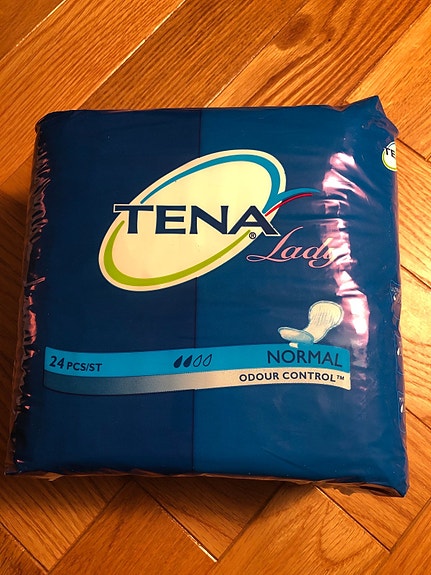 TENA®
Lady
24 PCS/ST
NORMAL
ODOUR CONTROL™